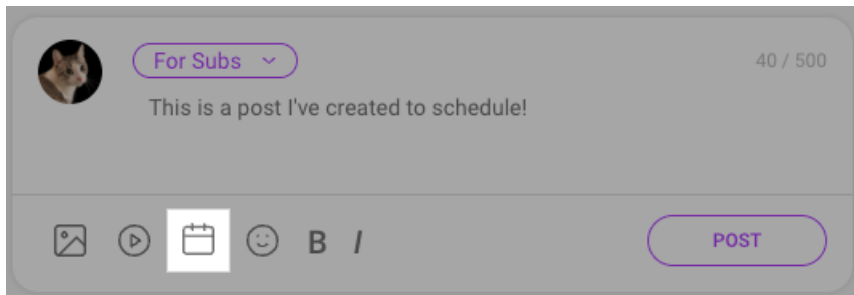 For Subs
40 / 500
This is a post I've created to schedule!
B I
POST